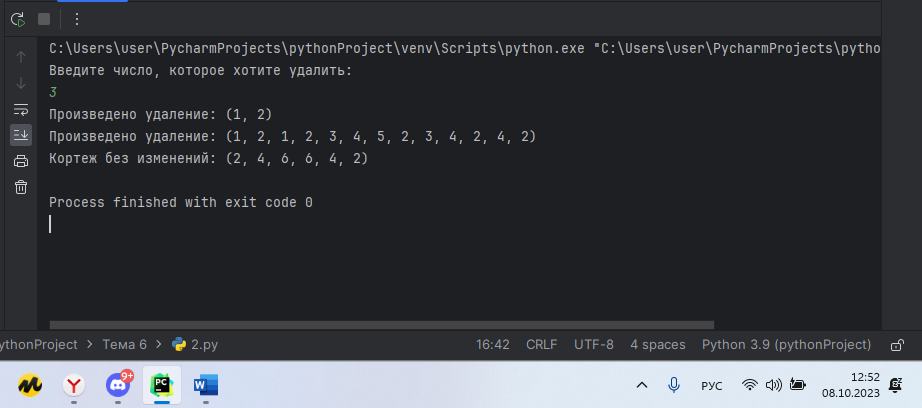 C:\Users\user\PycharmProjects\pythonProject\venv\Scripts\python.exe "C:\Users\user\PycharmProjects\pytho
Введите число, которое хотите удалить:
3
Произведено удаление: (1, 2)
Произведено удаление: (1, 2, 1, 2, 3, 4, 5, 2, 3, 4, 2, 4, 2)
Кортеж без изменений: (2, 4, 6, 6, 4, 2)
Process finished with exit code 0
ythonProject > Тема 6 > 2.py 16:42 CRLF UTF-8 4 spaces Python 3.9 (pythonProject)
9+
PC
W
РУС
12:52
08.10.2023